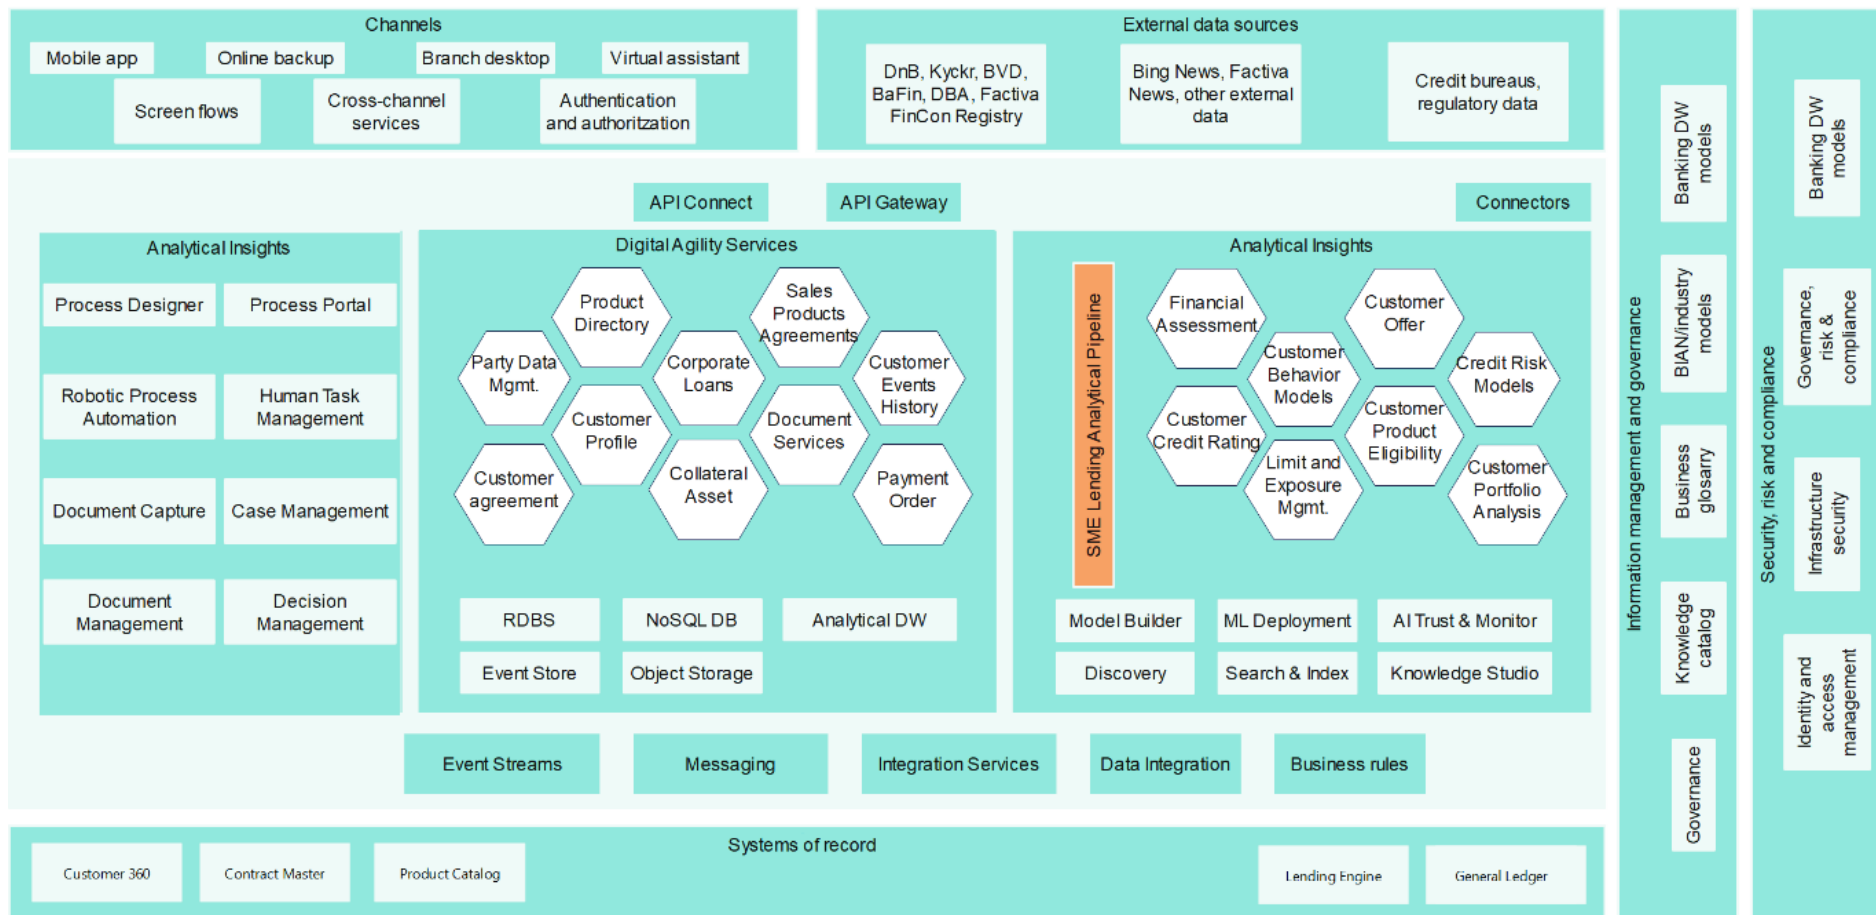 Channels
Mobile app
Online backup
Branch desktop
Virtual assistant
Screen flows
Cross-channel
services
Authentication
and authoritzation
External data sources
DnB, Kyckr, BVD,
BaFin, DBA, Factiva
FinCon Registry
Bing News, Factiva
News, other external
data
Credit bureaus,
regulatory data
API Connect
API Gateway
Connectors
Analytical Insights
Process Designer
Process Portal
Robotic Process
Automation
Human Task
Management
Document Capture
Case Management
Document
Management
Decision
Management
Digital Agility Services
Product
Directory
Sales
Products
Agreements
Party Data
Mgmt.
Corporate
Loans
Customer
Events
History
Customer
Profile
Document
Services
Customer
agreement
Collateral
Asset
Payment
Order
RDBS
NoSQL DB
Analytical DW
Event Store
Object Storage
Analytical Insights
SME Lending Analytical Pipeline
Financial
Assessment
Customer
Offer
Customer
Behavior
Models
Credit Risk
Models
Customer
Credit Rating
Customer
Product
Eligibility
Limit and
Exposure
Mgmt.
Customer
Portfolio
Analysis
Model Builder
ML Deployment
AI Trust & Monitor
Discovery
Search & Index
Knowledge Studio
Event Streams
Messaging
Integration Services
Data Integration
Business rules
Systems of record
Customer 360
Contract Master
Product Catalog
Lending Engine
General Ledger
Information management and governance
Banking DW
models
BIAN/industry
models
Business
glosarry
Knowledge
catalog
Governance
Security, risk and compliance
Banking DW
models
Governance,
risk &
compliance
Infrastructure
security
Identity and
access
management